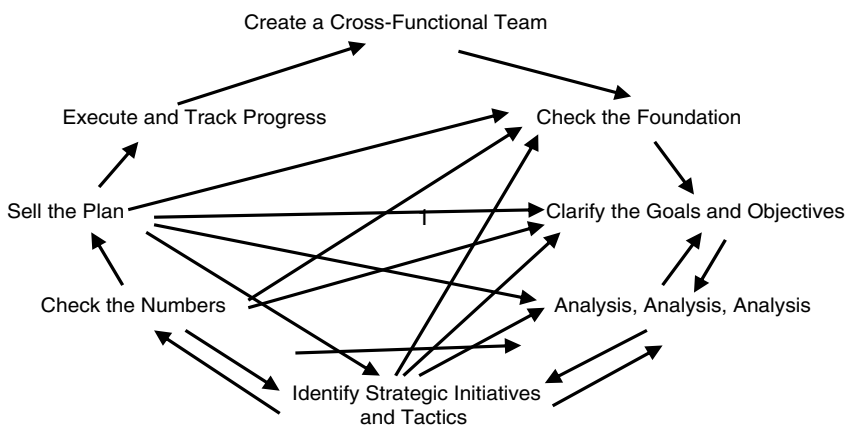 Create a Cross-Functional Team
Execute and Track Progress
Check the Foundation
Sell the Plan
Clarify the Goals and Objectives
Check the Numbers
Analysis, Analysis, Analysis
Identify Strategic Initiatives
and Tactics